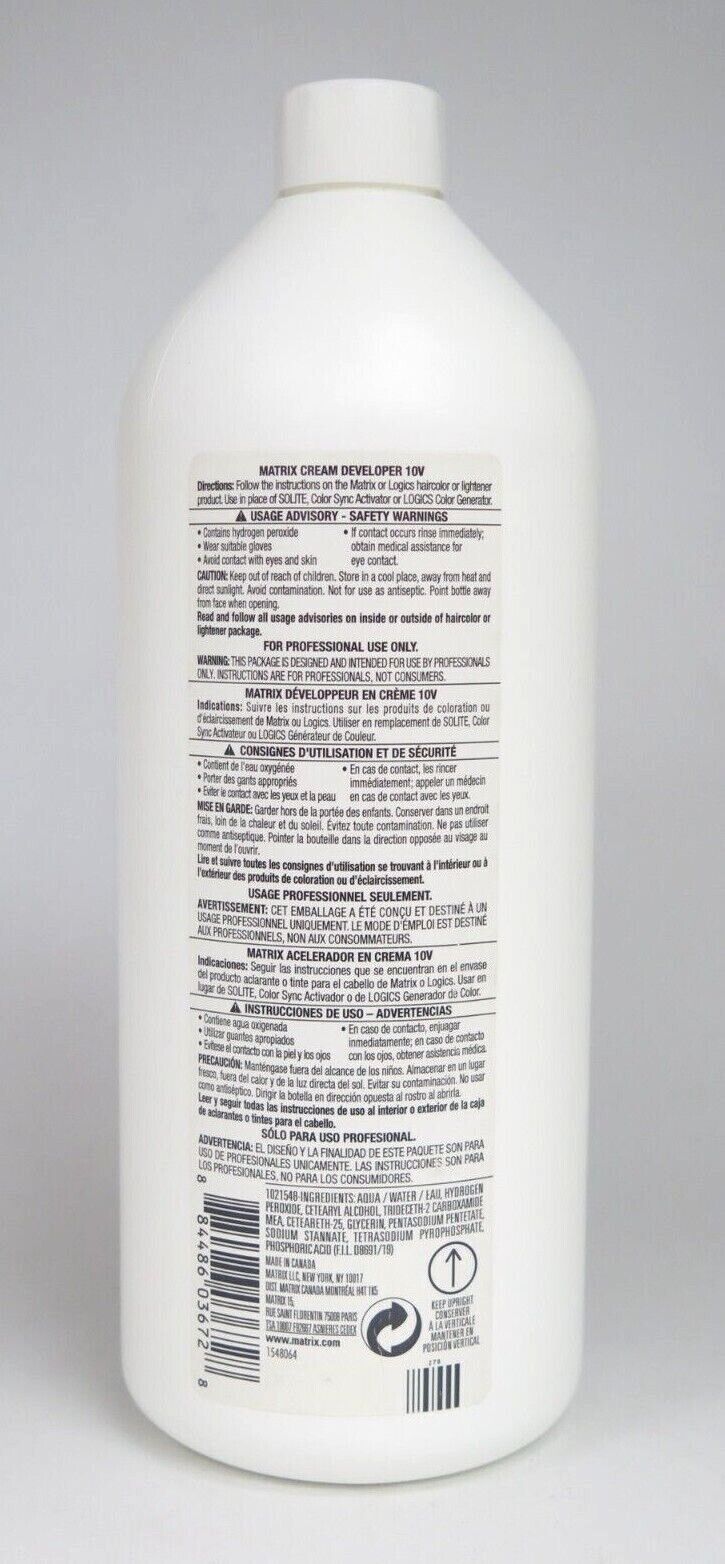 MATRIX CREAM DEVELOPER 10V
Directions: Follow the instructions on the Matrix or Logics haircolor or lightener
product. Use in place of SOLITE, Color Sync Activator or LOGICS Color Generator.
⚠ USAGE ADVISORY - SAFETY WARNINGS
• Contains hydrogen peroxide
• Wear suitable gloves
• Avoid contact with eyes and skin
• If contact occurs rinse immediately;
obtain medical assistance for
eye contact.
CAUTION: Keep out of reach of children. Store in a cool place, away from heat and
direct sunlight. Avoid contamination. Not for use as antiseptic. Point bottle away
from face when opening.
Read and follow all usage advisories on inside or outside of haircolor or
lightener package.
FOR PROFESSIONAL USE ONLY.
WARNING: THIS PACKAGE IS DESIGNED AND INTENDED FOR USE BY PROFESSIONALS
ONLY. INSTRUCTIONS ARE FOR PROFESSIONALS, NOT CONSUMERS.
MATRIX DÉVELOPPEUR EN CRÈME 10V
Indications: Suivre les instructions sur les produits de coloration ou
d'éclaircissement de Matrix ou Logics. Utiliser en remplacement de SOLITE, Color
Sync Activateur ou LOGICS Générateur de Couleur.
⚠ CONSIGNES D'UTILISATION ET DE SÉCURITÉ
• Contient de l'eau oxygénée
• Porter des gants appropriés
• Eviter le contact avec les yeux et la peau
• En cas de contact, les rincer
immédiatement; appeler un médecin
en cas de contact avec les yeux.
MISE EN GARDE: Garder hors de la portée des enfants. Conserver dans un endroit
frais, loin de la chaleur et du soleil. Évitez toute contamination. Ne pas utiliser
comme antiseptique. Pointer la bouteille dans la direction opposée au visage au
moment de l'ouvrir.
Lire et suivre toutes les consignes d'utilisation se trouvant à l'intérieur ou à
l'extérieur des produits de coloration ou d'éclaircissement.
USAGE PROFESSIONNEL SEULEMENT.
AVERTISSEMENT: CET EMBALLAGE A ÉTÉ CONÇU ET DESTINÉ À UN
USAGE PROFESSIONNEL UNIQUEMENT. LE MODE D'EMPLOI EST DESTINÉ
AUX PROFESSIONNELS, NON AUX CONSOMMATEURS.
MATRIX ACELERADOR EN CREMA 10V
Indicaciones: Seguir las instrucciones que se encuentran en el envase
del producto aclarante o tinte para el cabello de Matrix o Logics. Usar en
lugar de SOLITE, Color Sync Activador o de LOGICS Generador de Color.
⚠ INSTRUCCIONES DE USO – ADVERTENCIAS
• Contiene agua oxigenada
• Utilizar guantes apropiados
• Evítese el contacto con la piel y los ojos
• En caso de contacto, enjuagar
inmediatamente; en caso de contacto
con los ojos, obtener asistencia médica.
PRECAUCIÓN: Manténgase fuera del alcance de los niños. Almacenar en un lugar
fresco, fuera del calor y de la luz directa del sol. Evitar su contaminación. No usar
como antiséptico. Dirigir la botella en dirección opuesta al rostro al abrirla.
Leer y seguir todas las instrucciones de uso al interior o exterior de la caja
de aclarantes o tintes para el cabello.
SÓLO PARA USO PROFESIONAL.
ADVERTENCIA: EL DISEÑO Y LA FINALIDAD DE ESTE PAQUETE SON PARA
USO DE PROFESIONALES UNICAMENTE. LAS INSTRUCCIONES SON PARA
LOS PROFESIONALES, NO PARA LOS CONSUMIDORES.
8 84486 03672 8
1021548-INGREDIENTS: AQUA / WATER / EAU, HYDROGEN
PEROXIDE, CETEARYL ALCOHOL, TRIDECETH-2 CARBOXAMIDE
MEA, CETEARETH-25, GLYCERIN, PENTASODIUM PENTETATE,
SODIUM STANNATE, TETRASODIUM PYROPHOSPHATE,
PHOSPHORIC ACID (F.I.L. D8691/19)
MADE IN CANADA
MATRIX LLC, NEW YORK, NY 10017
DIST. MATRIX CANADA MONTRÉAL H4T 1K5
MATRIX 15,
RUE SAINT FLORENTIN 75008 PARIS
TSA 10007 F92667 ASNIERES CEDEX
www.matrix.com
1548064
KEEP UPRIGHT
CONSERVER
À LA VERTICALE
MANTENER EN
POSICIÓN VERTICAL
278